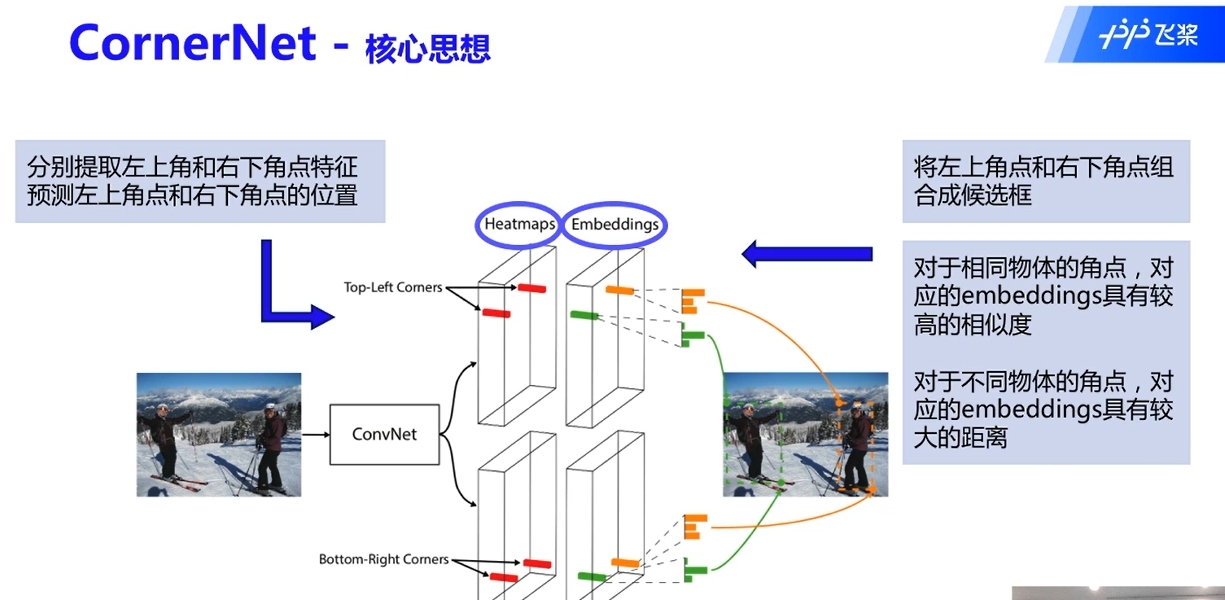 CornerNet - 核心思想
飞桨
分别提取左上角和右下角点特征
预测左上角点和右下角点的位置
将左上角点和右下角点组
合成候选框
对于相同物体的角点，对
应的embeddings具有较
高的相似度
对于不同物体的角点，对
应的embeddings具有较
大的距离
Heatmaps
Embeddings
Top-Left Corners
ConvNet
Bottom-Right Corners